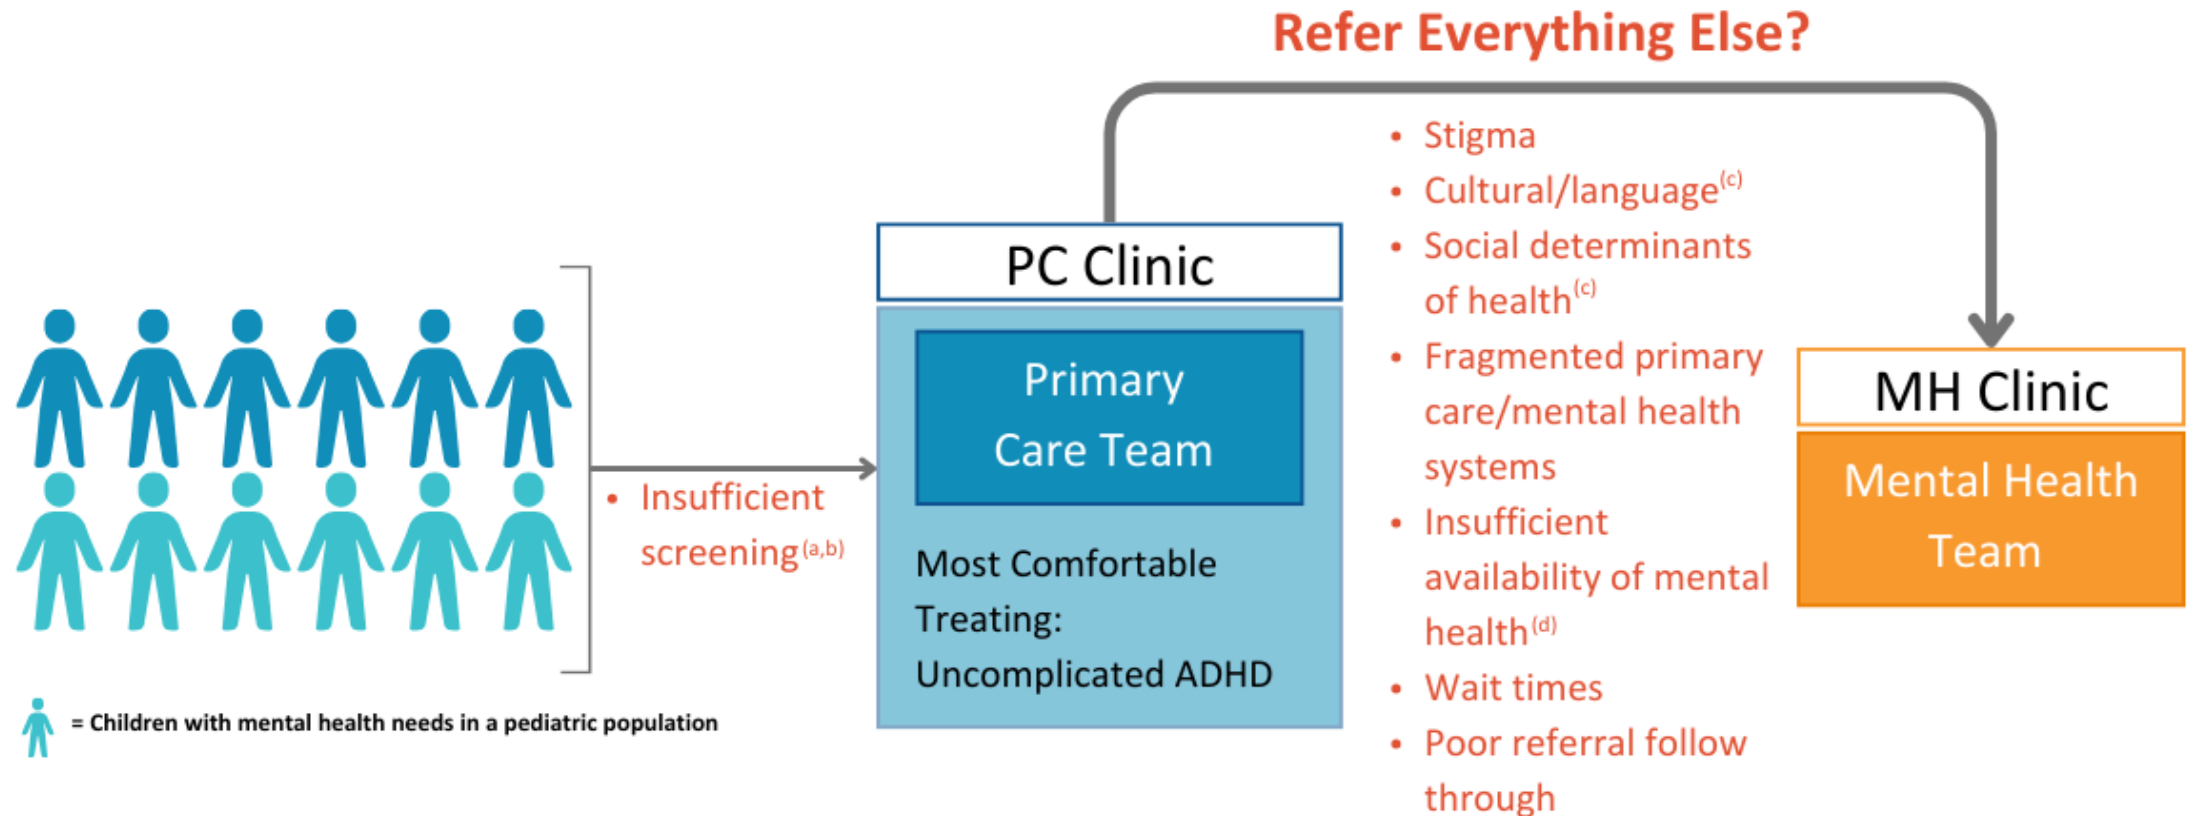 Refer Everything Else?
• Insufficient
screening(a,b)
= Children with mental health needs in a pediatric population
PC Clinic
Primary
Care Team
Most Comfortable
Treating:
Uncomplicated ADHD
• Stigma
• Cultural/language(c)
• Social determinants
of health(c)
• Fragmented primary
care/mental health
systems
• Insufficient
availability of mental
health(d)
• Wait times
• Poor referral follow
through
MH Clinic
Mental Health
Team